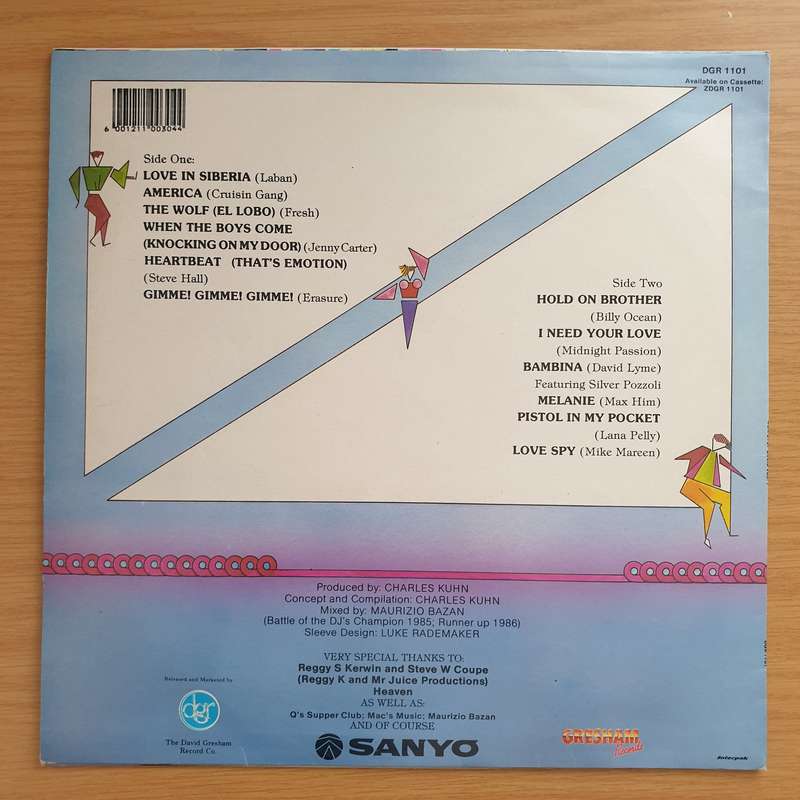 DGR 1101
Available on Cassette:
ZDGR 1101
6 001211 003044
Side One:
LOVE IN SIBERIA (Laban)
AMERICA (Cruisin Gang)
THE WOLF (EL LOBO) (Fresh)
WHEN THE BOYS COME
(KNOCKING ON MY DOOR) (Jenny Carter)
HEARTBEAT (THAT'S EMOTION)
(Steve Hall)
GIMME! GIMME! GIMME! (Erasure)
Side Two
HOLD ON BROTHER
(Billy Ocean)
I NEED YOUR LOVE
(Midnight Passion)
BAMBINA (David Lyme)
Featuring Silver Pozzoli
MELANIE (Max Him)
PISTOL IN MY POCKET
(Lana Pelly)
LOVE SPY (Mike Mareen)
Produced by: CHARLES KUHN
Concept and Compilation: CHARLES KUHN
Mixed by: MAURIZIO BAZAN
(Battle of the DJ's Champion 1985; Runner up 1986)
Sleeve Design: LUKE RADEMAKER
VERY SPECIAL THANKS TO:
Reggy S Kerwin and Steve W Coupe
(Reggy K and Mr Juice Productions)
Heaven
AS WELL AS:
Q's Supper Club; Mac's Music; Maurizio Bazan
AND OF COURSE
SANYO
Released and Marketed by
dgr
The David Gresham
Record Co.
GRESHAM
Records
Interpak